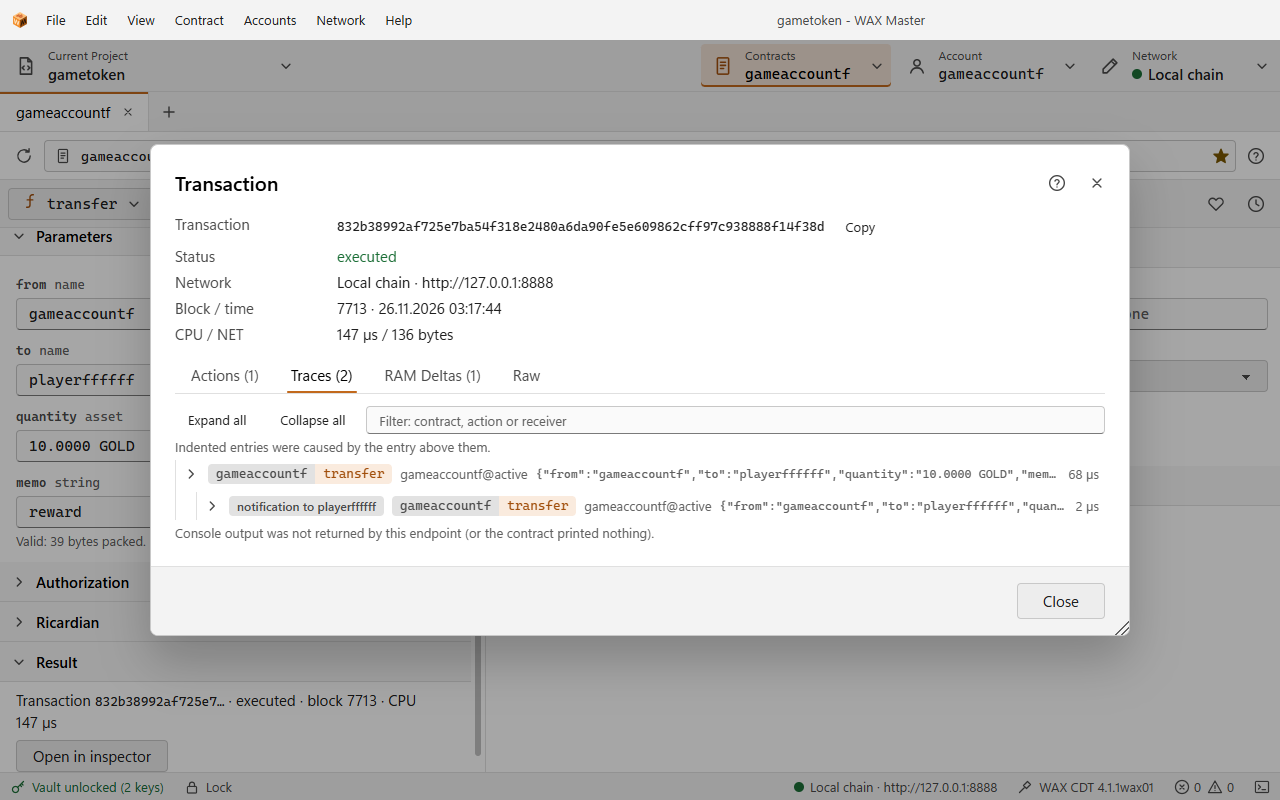 File Edit View Contract Accounts Network Help
gametoken - WAX Master
Current Project
gametoken
Contracts
gameaccountf
Account
gameaccountf
Network
Local chain
gameaccountf
transfer
Parameters
from name
gameaccountf
to name
playerffffff
quantity asset
10.0000 GOLD
memo string
reward
Valid: 39 bytes packed.
Authorization
Ricardian
Result
Transaction 832b38992af725e7… · executed · block 7713 · CPU
147 µs
Open in inspector
Transaction
Transaction 832b38992af725e7ba54f318e2480a6da90fe5e609862cff97c938888f14f38d Copy
Status executed
Network Local chain · http://127.0.0.1:8888
Block / time 7713 · 26.11.2026 03:17:44
CPU / NET 147 µs / 136 bytes
Actions (1) Traces (2) RAM Deltas (1) Raw
Expand all Collapse all Filter: contract, action or receiver
Indented entries were caused by the entry above them.
gameaccountf transfer gameaccountf@active {"from":"gameaccountf","to":"playerffffff","quantity":"10.0000 GOLD","mem… 68 µs
notification to playerffffff gameaccountf transfer gameaccountf@active {"from":"gameaccountf","to":"playerffffff","quan… 2 µs
Console output was not returned by this endpoint (or the contract printed nothing).
Close
Vault unlocked (2 keys) Lock Local chain · http://127.0.0.1:8888 WAX CDT 4.1.1wax01 0 0